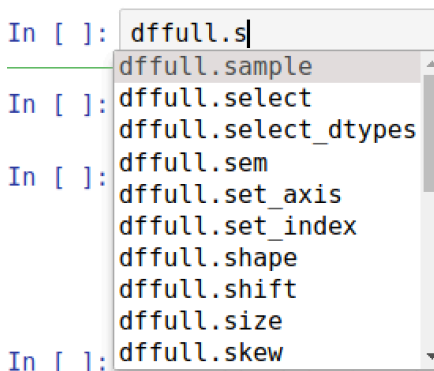 In [ ]: dffull.s
dffull.sample
dffull.select
In [ ]:
dffull.select_dtypes
dffull.sem
In [ ]:
dffull.set_axis
dffull.set_index
dffull.shape
dffull.shift
dffull.size
In [ ]:
dffull.skew